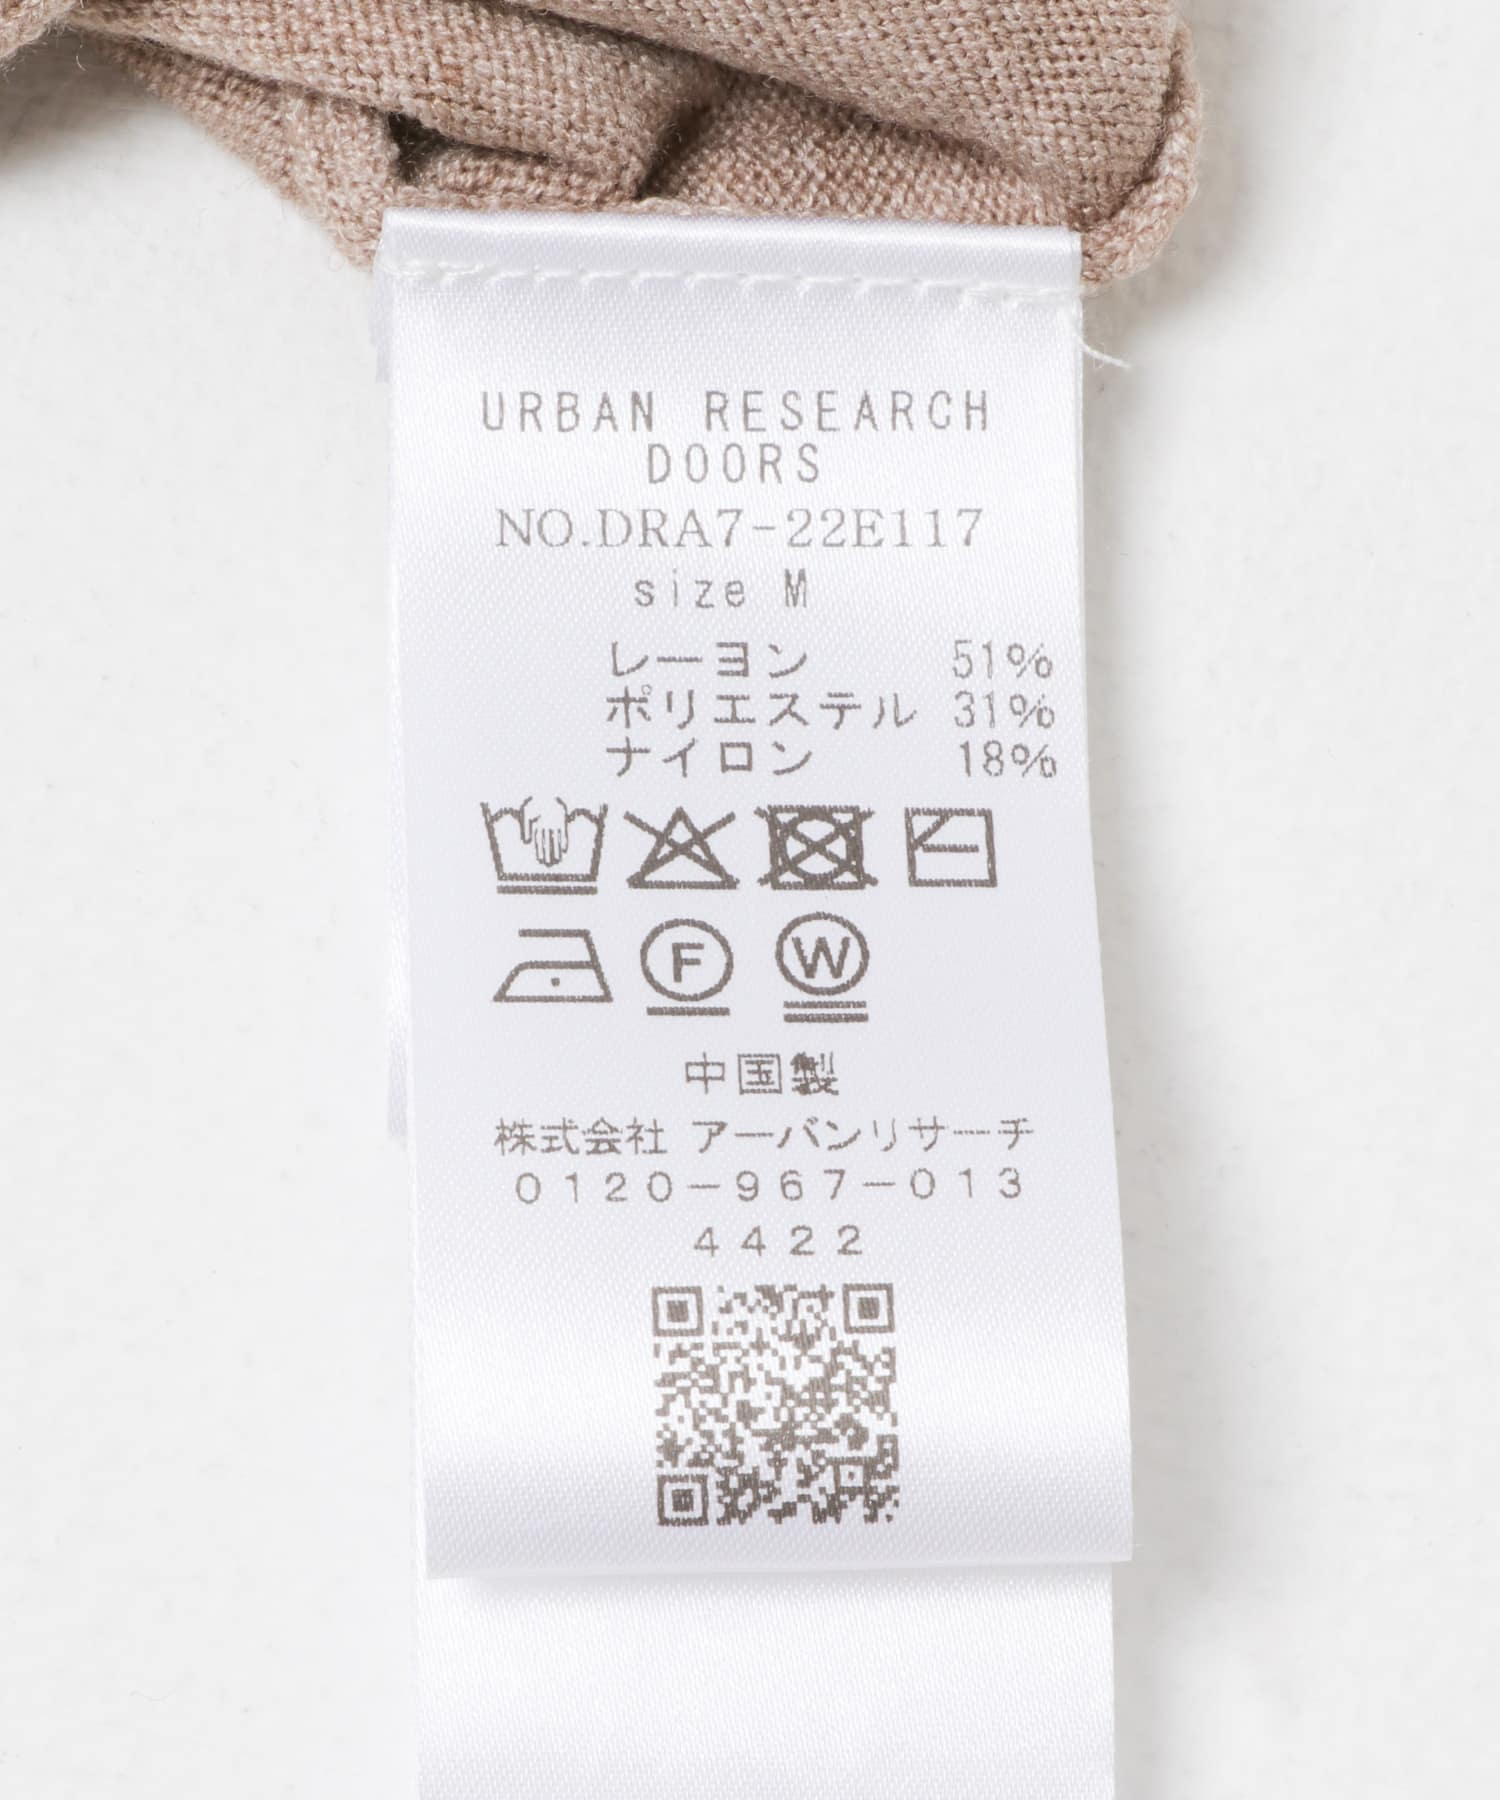 URBAN RESEARCH
DOORS
NO.DRA7-22E117
size M
レーヨン 51%
ポリエステル 31%
ナイロン 18%
F W
中国製
株式会社 アーバンリサーチ
0120-967-013
4422